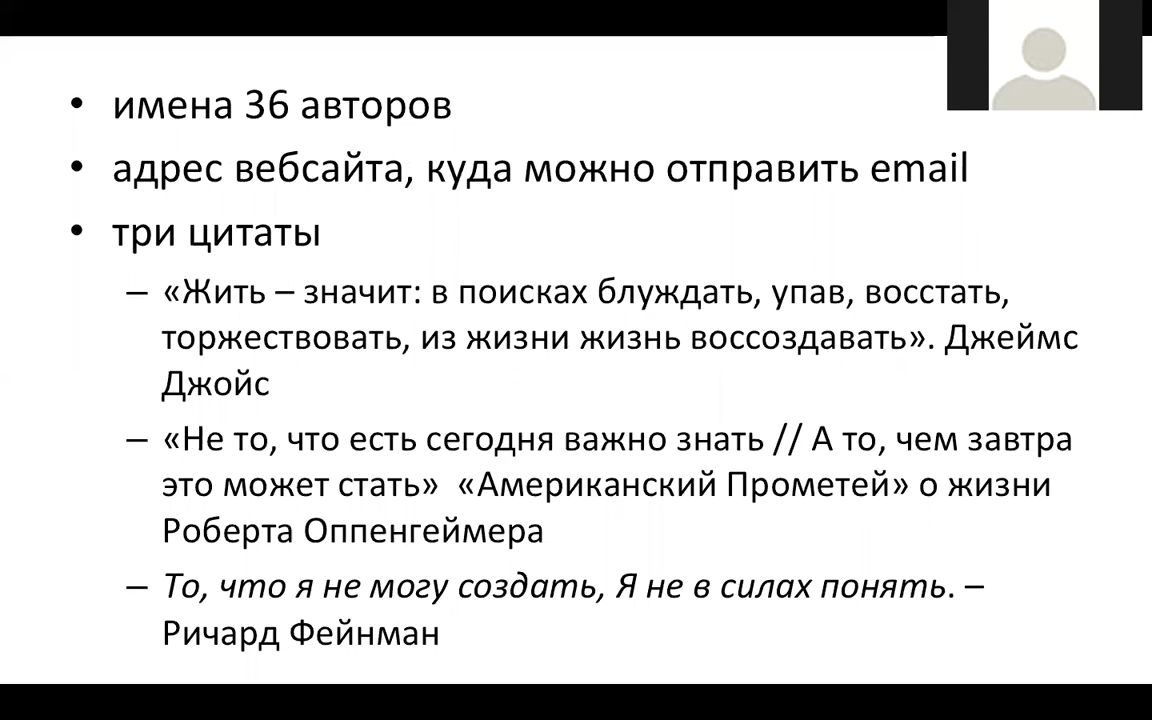 • имена 36 авторов
• адрес вебсайта, куда можно отправить email
• три цитаты
– «Жить – значит: в поисках блуждать, упав, восстать,
торжествовать, из жизни жизнь воссоздавать». Джеймс
Джойс
– «Не то, что есть сегодня важно знать // А то, чем завтра
это может стать»  «Американский Прометей» о жизни
Роберта Оппенгеймера
– То, что я не могу создать, Я не в силах понять. –
Ричард Фейнман